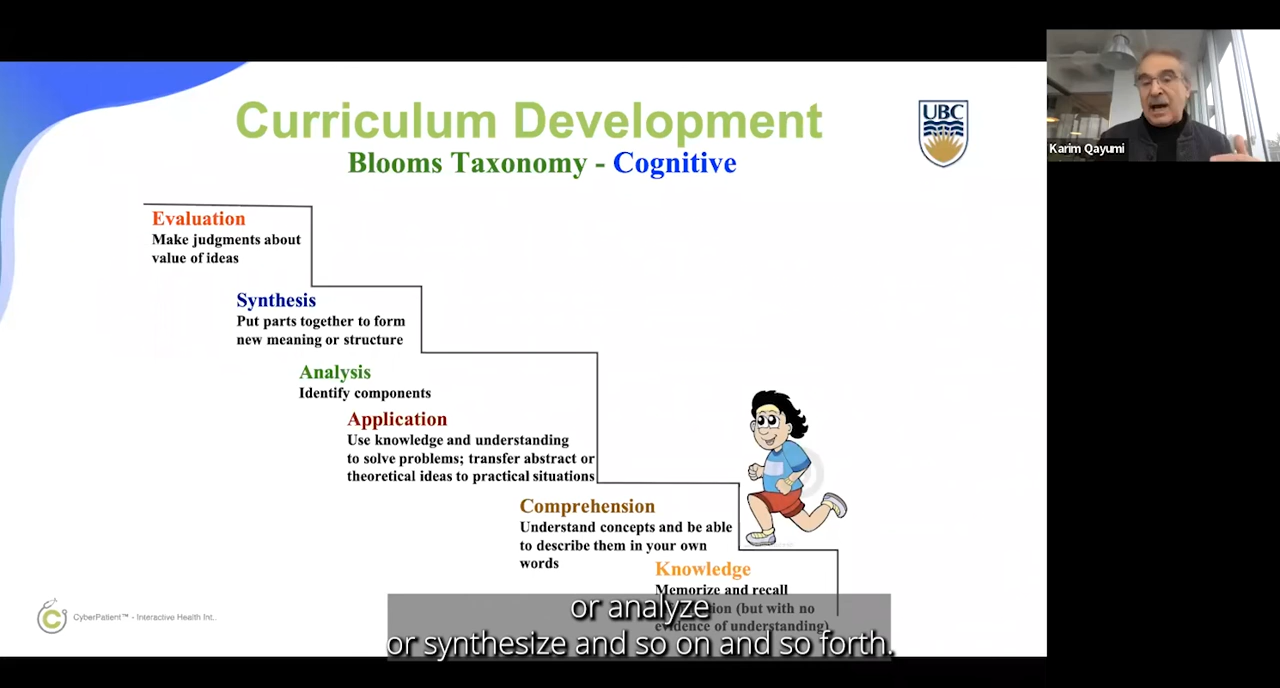 Curriculum Development
Blooms Taxonomy - Cognitive
UBC
Karim Qayumi
Evaluation
Make judgments about
value of ideas
Synthesis
Put parts together to form
new meaning or structure
Analysis
Identify components
Application
Use knowledge and understanding
to solve problems; transfer abstract or
theoretical ideas to practical situations
Comprehension
Understand concepts and be able
to describe them in your own
words
Knowledge
Memorize and recall
(but with no
evidence of understanding)
C
CyberPatient™ - Interactive Health Int..
or analyze
or synthesize and so on and so forth.